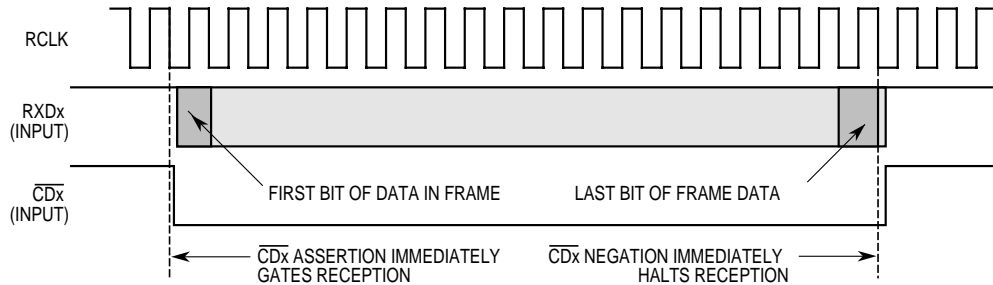 RCLK
RXDx
(INPUT)
FIRST BIT OF DATA IN FRAME
LAST BIT OF FRAME DATA
CDx
(INPUT)
CDx ASSERTION IMMEDIATELY
GATES RECEPTION
CDx NEGATION IMMEDIATELY
HALTS RECEPTION